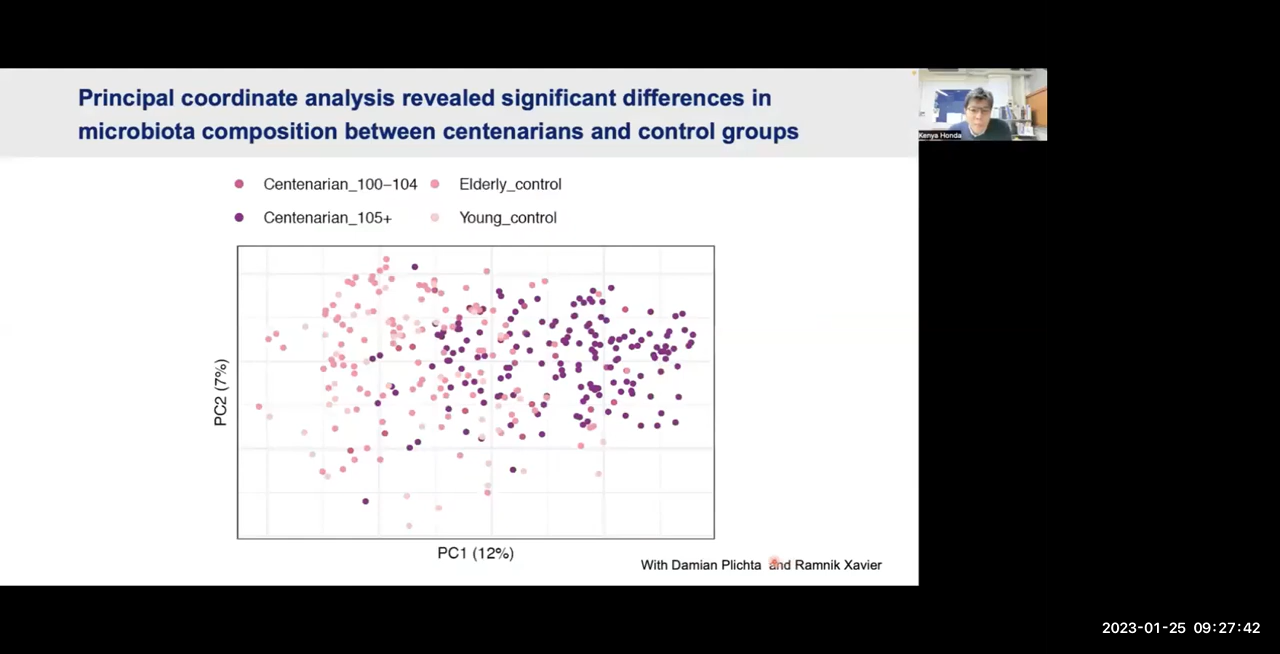 Principal coordinate analysis revealed significant differences in
microbiota composition between centenarians and control groups
Kenya Honda
Centenarian_100–104
Elderly_control
Centenarian_105+
Young_control
PC2 (7%)
PC1 (12%)
With Damian Plichta and Ramnik Xavier
2023-01-25 09:27:42